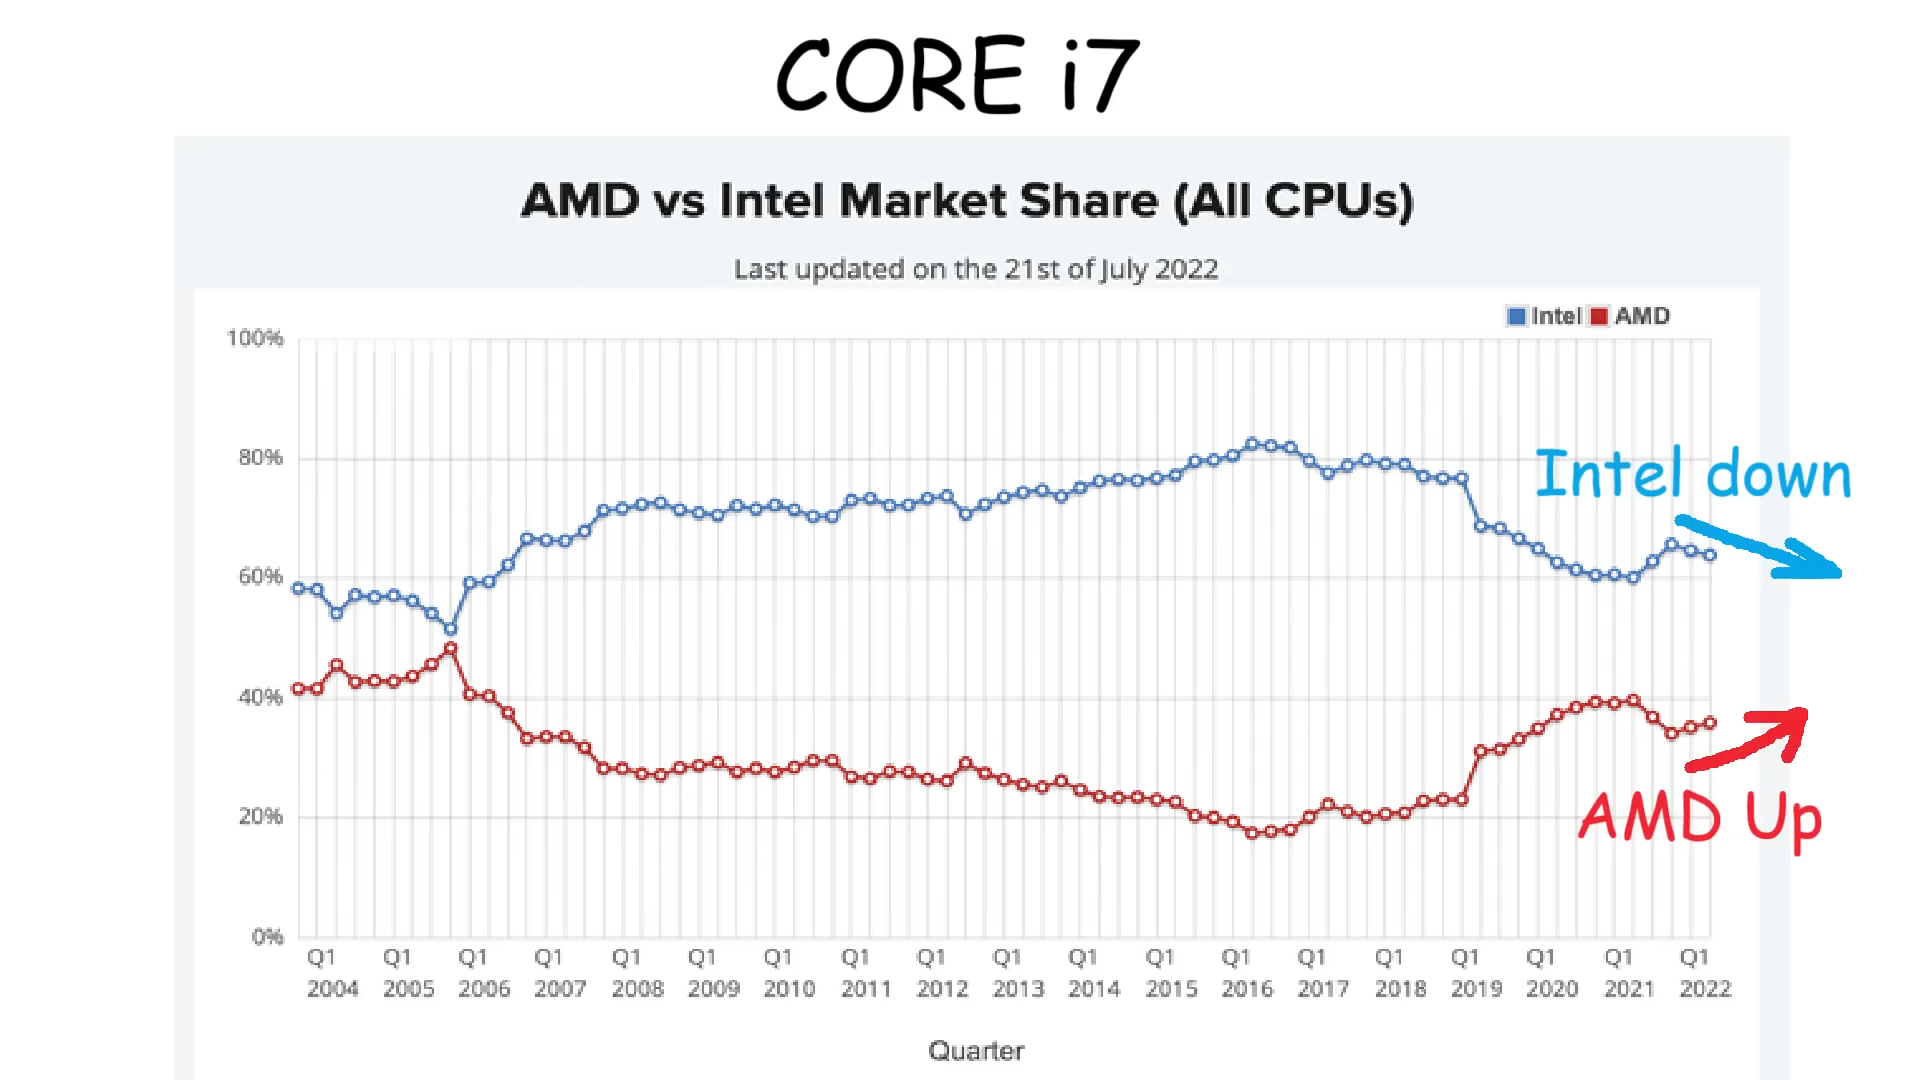 CORE i7
AMD vs Intel Market Share (All CPUs)
Last updated on the 21st of July 2022
Intel AMD
100%
80%
Intel down
60%
40%
20%
AMD Up
0%
Q1 Q1 Q1 Q1 Q1 Q1 Q1 Q1 Q1 Q1 Q1 Q1 Q1 Q1 Q1 Q1 Q1 Q1 Q1
2004 2005 2006 2007 2008 2009 2010 2011 2012 2013 2014 2015 2016 2017 2018 2019 2020 2021 2022
Quarter